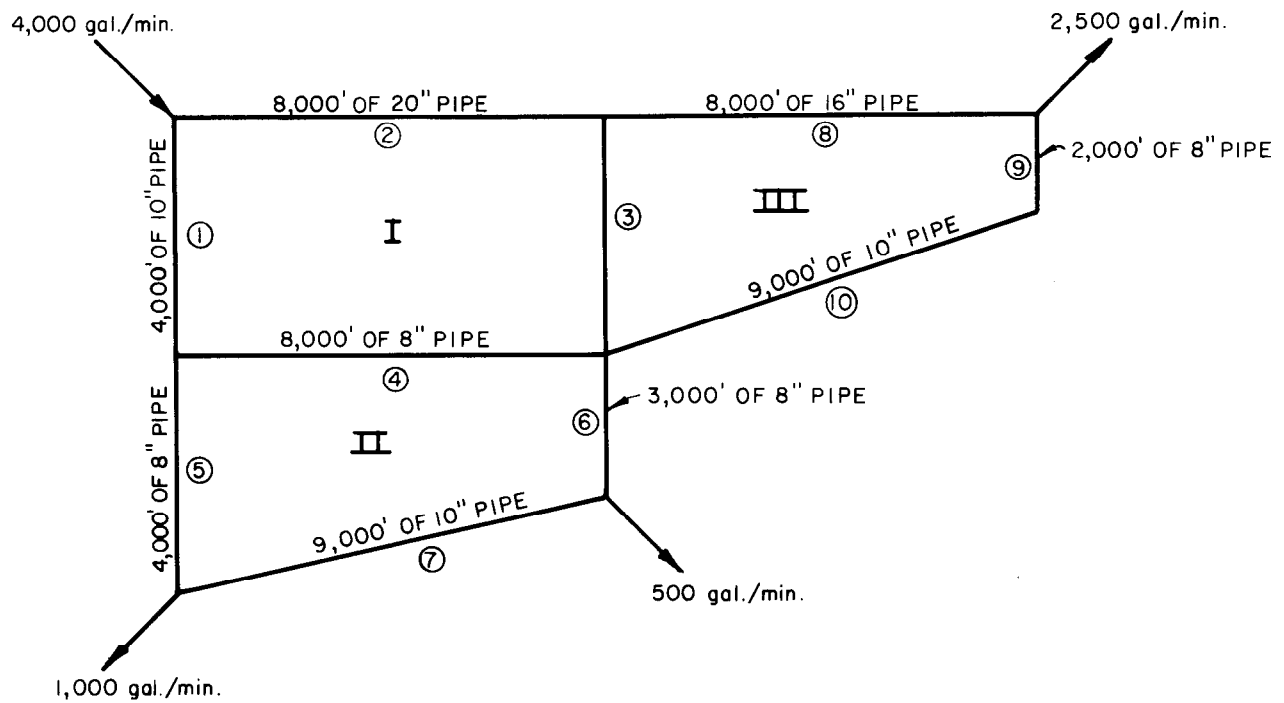 4,000 gal./min.
2,500 gal./min.
8,000' OF 20" PIPE
8,000' OF 16" PIPE
②
⑧
⑨
2,000' OF 8" PIPE
4,000' OF 10" PIPE
①
I
③
III
9,000' OF 10" PIPE
⑩
8,000' OF 8" PIPE
④
3,000' OF 8" PIPE
⑥
II
4,000' OF 8" PIPE
⑤
9,000' OF 10" PIPE
⑦
500 gal./min.
1,000 gal./min.